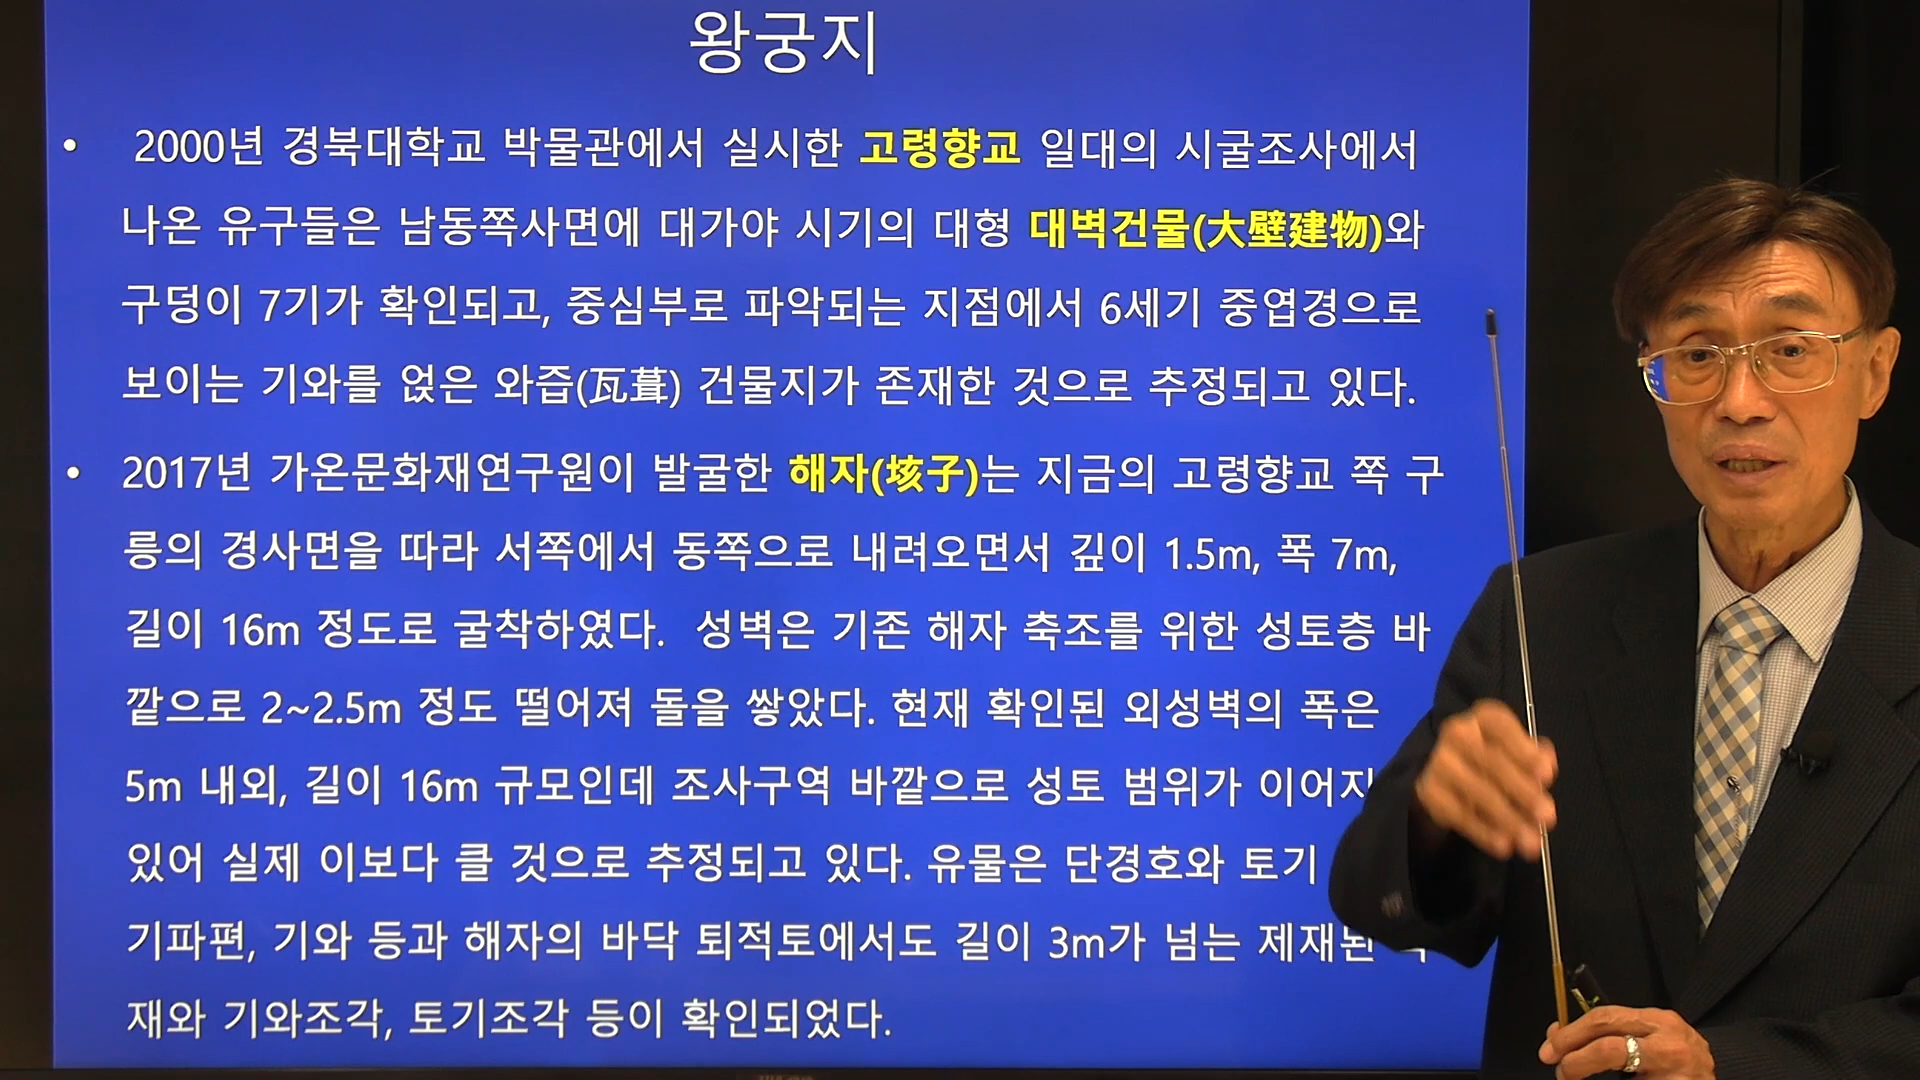 왕궁지
• 2000년 경북대학교 박물관에서 실시한 고령향교 일대의 시굴조사에서
나온 유구들은 남동쪽사면에 대가야 시기의 대형 대벽건물(大壁建物)와
구덩이 7기가 확인되고, 중심부로 파악되는 지점에서 6세기 중엽경으로
보이는 기와를 얹은 와즙(瓦葺) 건물지가 존재한 것으로 추정되고 있다.
• 2017년 가온문화재연구원이 발굴한 해자(垓子)는 지금의 고령향교 쪽 구
릉의 경사면을 따라 서쪽에서 동쪽으로 내려오면서 깊이 1.5m, 폭 7m,
길이 16m 정도로 굴착하였다. 성벽은 기존 해자 축조를 위한 성토층 바
깥으로 2~2.5m 정도 떨어져 돌을 쌓았다. 현재 확인된 외성벽의 폭은
5m 내외, 길이 16m 규모인데 조사구역 바깥으로 성토 범위가 이어지
있어 실제 이보다 클 것으로 추정되고 있다. 유물은 단경호와 토기
기파편, 기와 등과 해자의 바닥 퇴적토에서도 길이 3m가 넘는 제재된
재와 기와조각, 토기조각 등이 확인되었다.